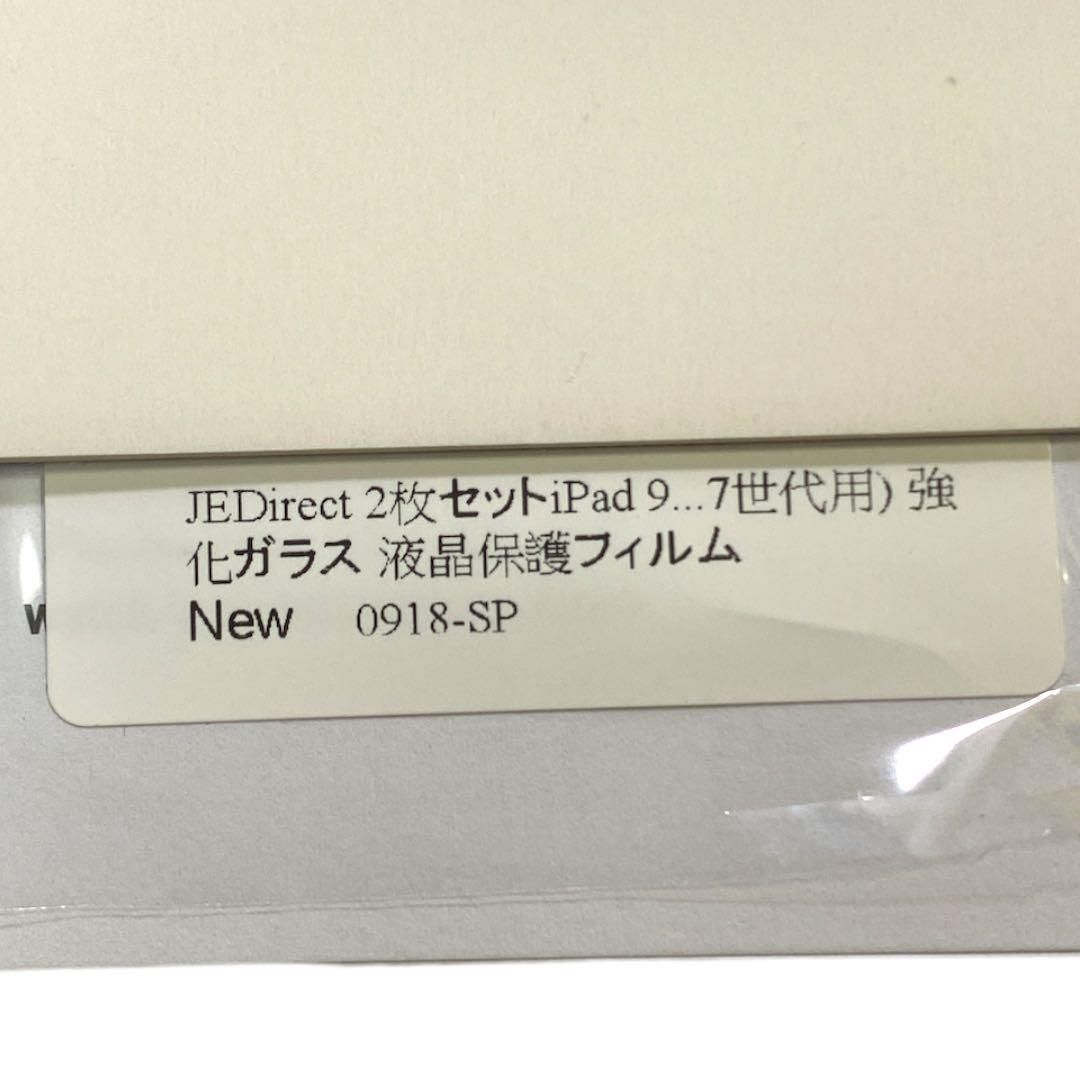 JEDirect 2枚セットiPad 9...7世代用) 強
化ガラス 液晶保護フィルム
New 0918-SP